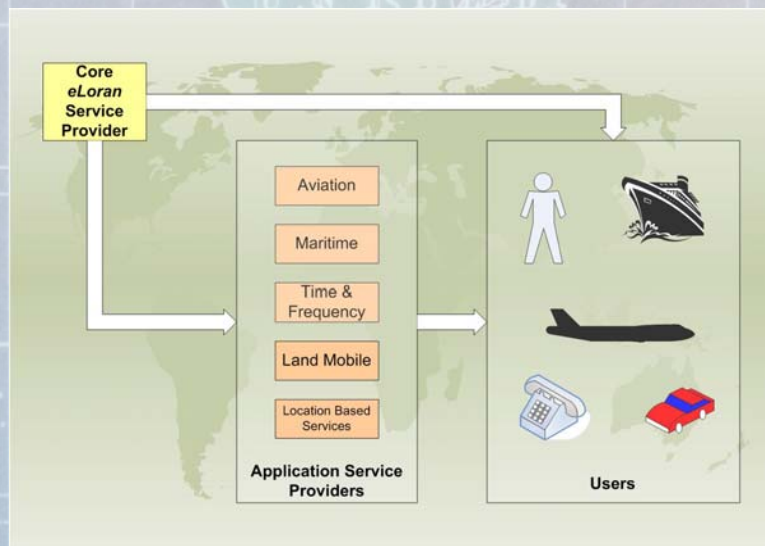 Core
eLoran
Service
Provider
Aviation
Maritime
Time &
Frequency
Land Mobile
Location Based
Services
Application Service
Providers
Users